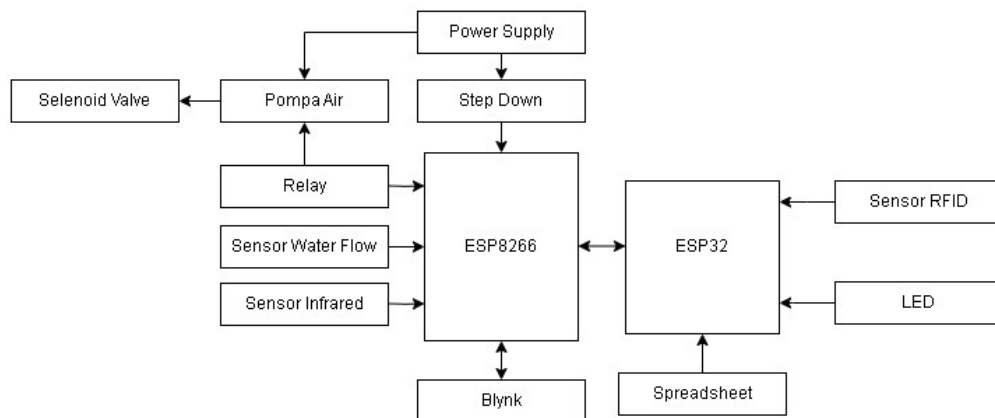 Power Supply
Selenoid Valve
Pompa Air
Step Down
Relay
Sensor RFID
Sensor Water Flow
ESP8266
ESP32
Sensor Infrared
LED
Blynk
Spreadsheet